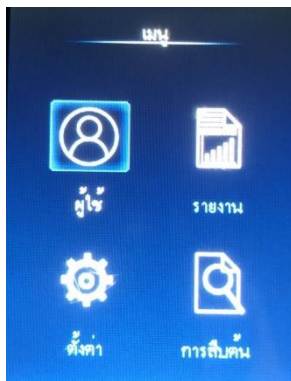 เมนู
ผู้ใช้
รายงาน
ตั้งค่า
การสืบค้น